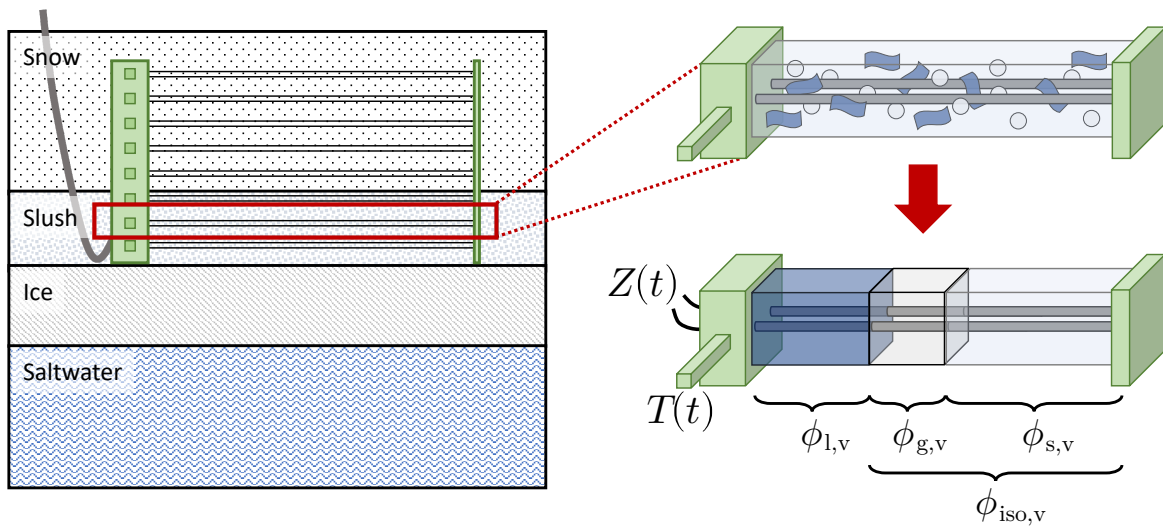 Snow
Slush
Ice
Saltwater
Z(t)
T(t)
ϕl,v
ϕg,v
ϕs,v
ϕiso,v